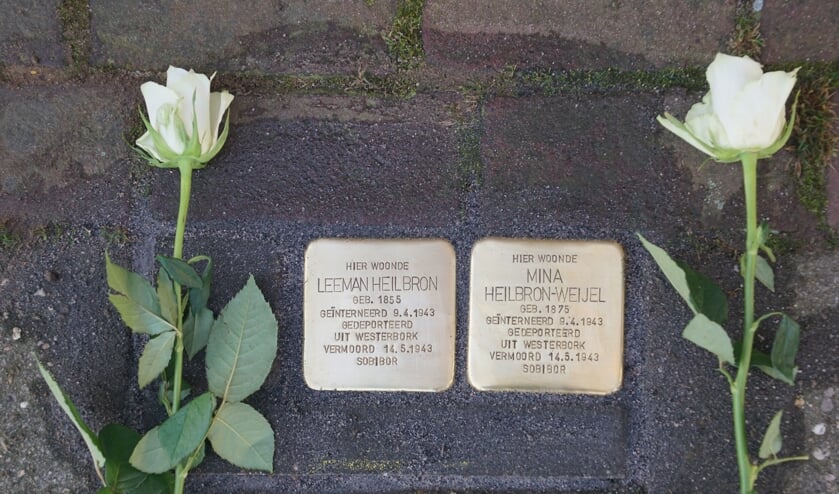 HIER WOONDE
LEEMAN HEILBRON
GEB. 1855
GEÏNTERNEERD 9.4.1943
GEDEPORTEERD
UIT WESTERBORK
VERMOORD 14.5.1943
SOBIBOR
HIER WOONDE
MINA
HEILBRON-WEIJEL
GEB. 1875
GEÏNTERNEERD 9.4.1943
GEDEPORTEERD
UIT WESTERBORK
VERMOORD 14.5.1943
SOBIBOR